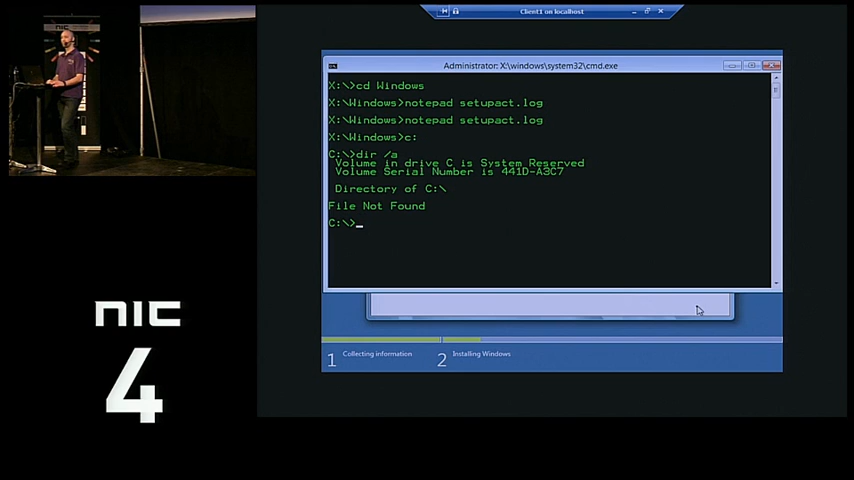 nic
Client1 on localhost
Administrator: X:\windows\system32\cmd.exe
X:\>cd Windows
X:\Windows>notepad setupact.log
X:\Windows>notepad setupact.log
X:\Windows>c:
C:\>dir /a
Volume in drive C is System Reserved
Volume Serial Number is 441D-A3C7
Directory of C:\
File Not Found
C:\>_
1 Collecting information
2 Installing Windows
nic
4